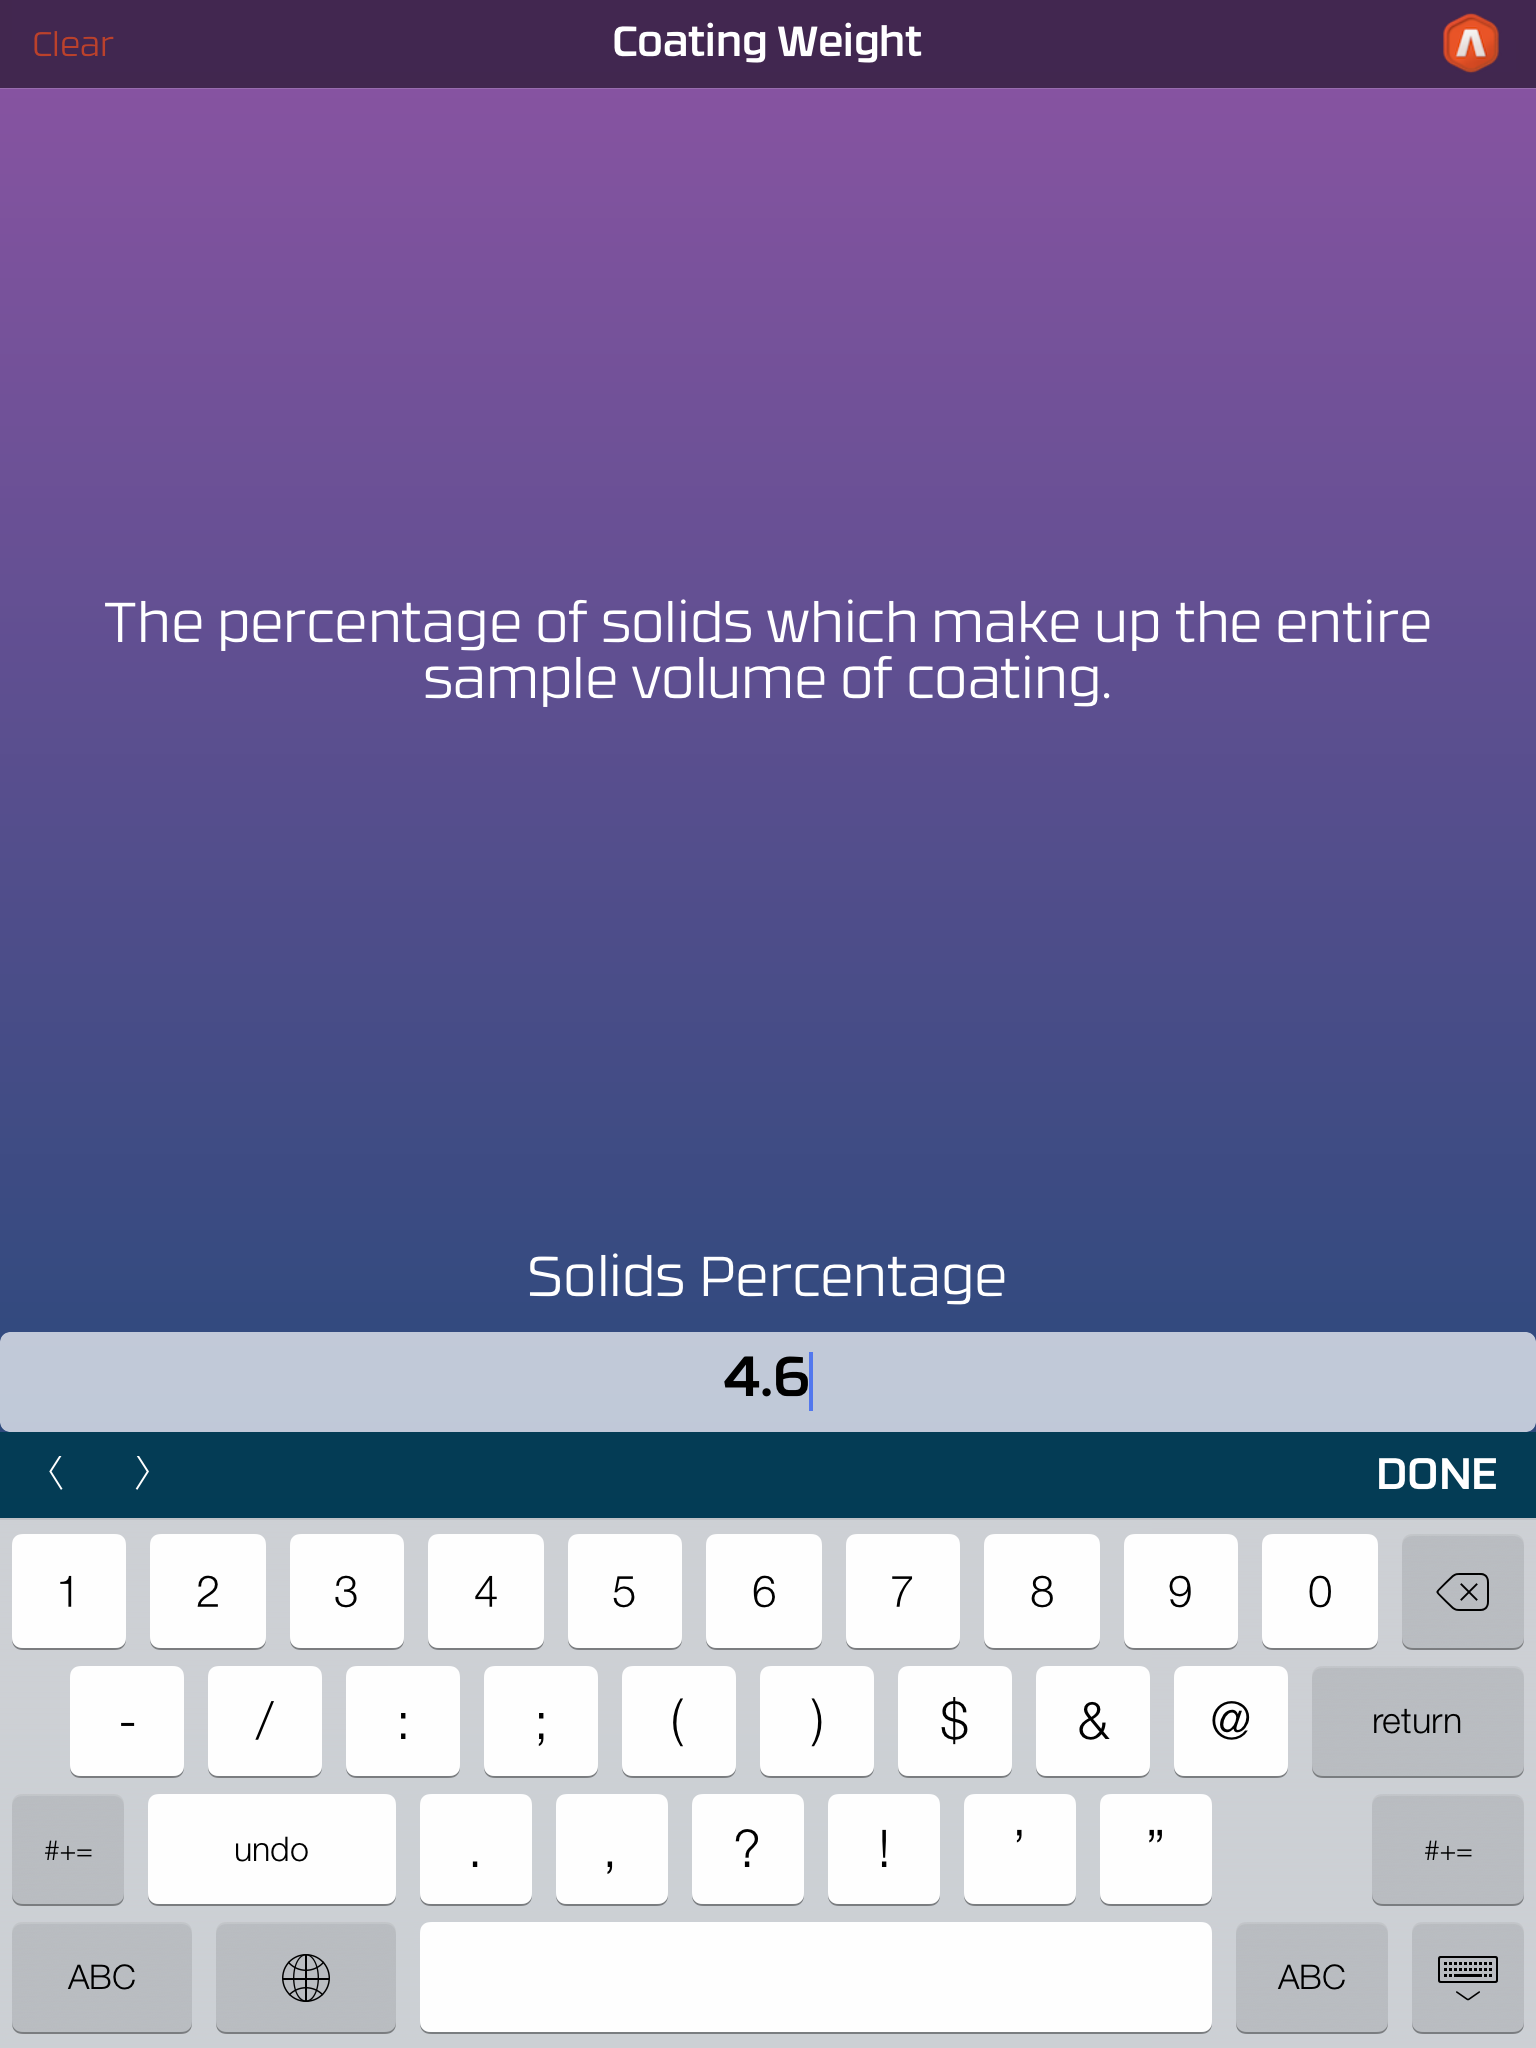 Clear
Coating Weight
The percentage of solids which make up the entire
sample volume of coating.
Solids Percentage
4.6
DONE
1 2 3 4 5 6 7 8 9 0
- / : ; ( ) $ & @ return
#+= undo . , ? ! ’ ” #+=
ABC ABC